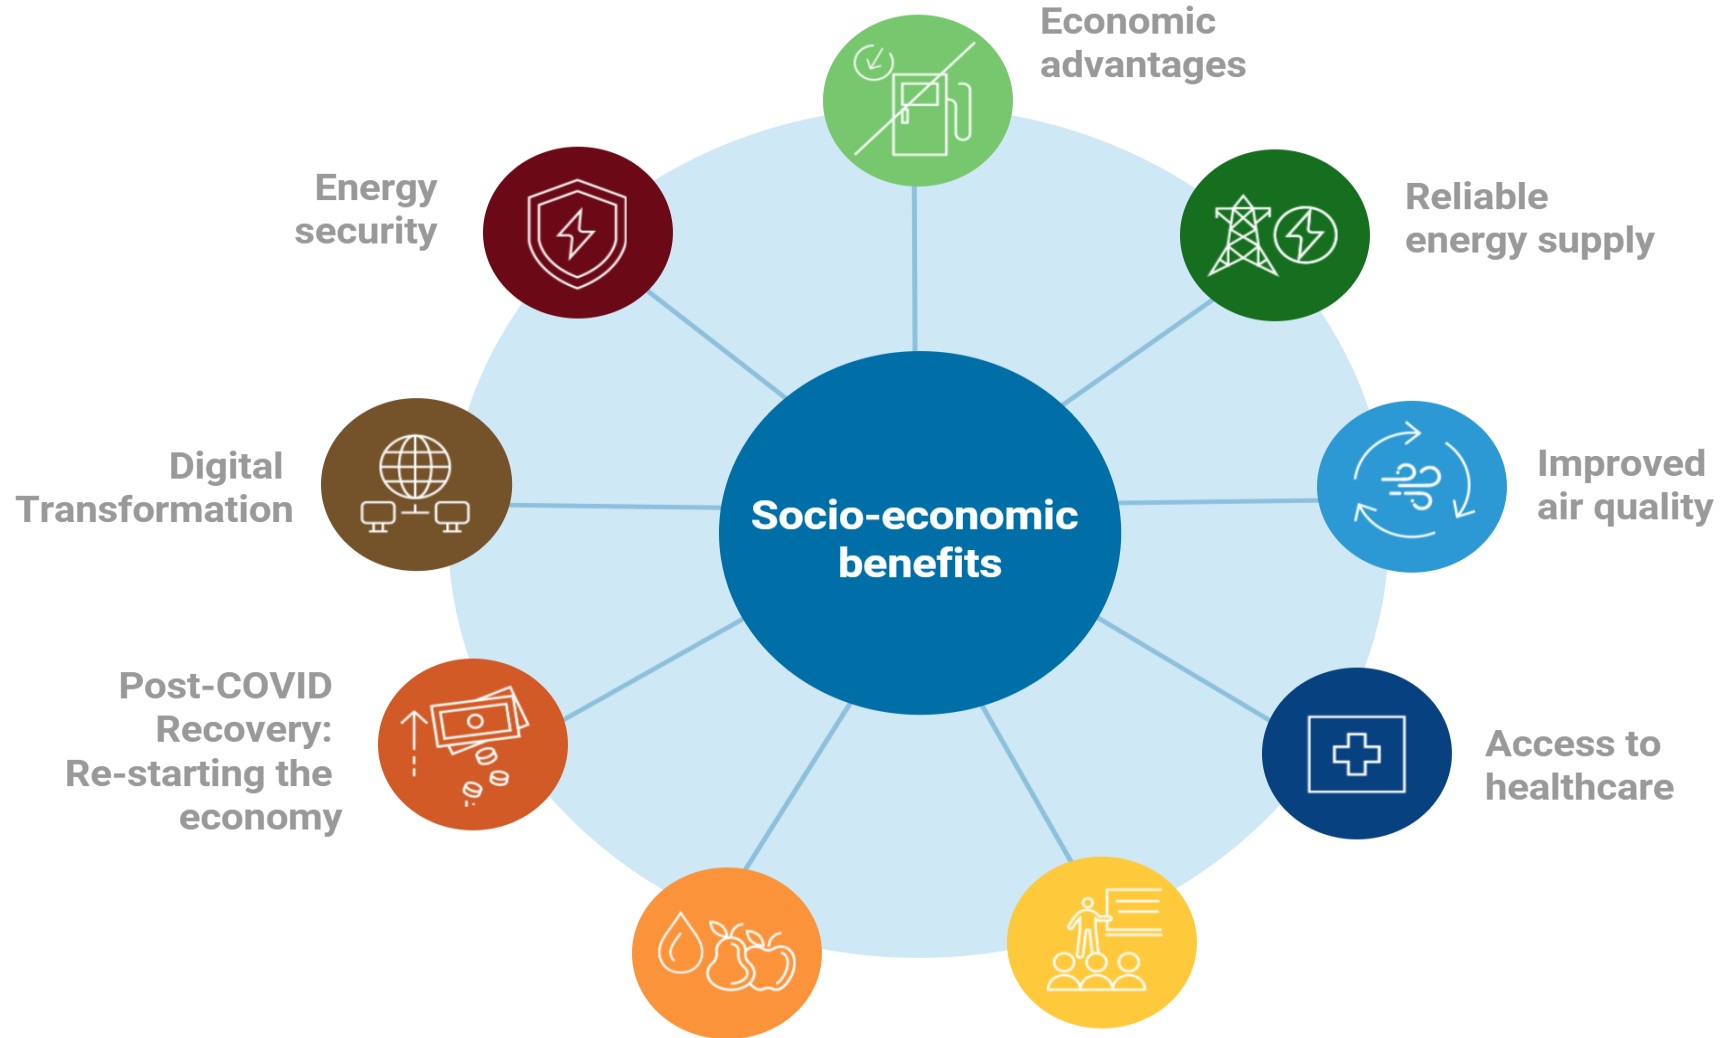 Economic
advantages
Reliable
energy supply
Improved
air quality
Access to
healthcare
Post-COVID
Recovery:
Re-starting the
economy
Digital
Transformation
Energy
security
Socio-economic
benefits